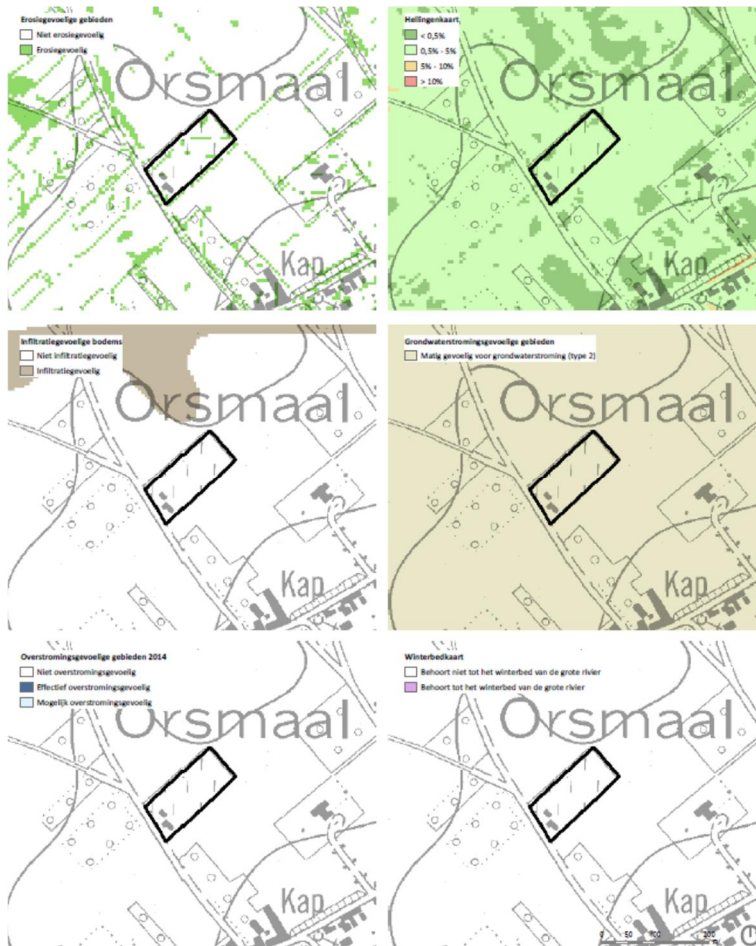 Erosiegevoelige gebieden
Niet erosiegevoelig
Erosiegevoelig
Orsmaal
Kap
Hellingenkaart
< 0,5%
0,5% - 5%
5% - 10%
> 10%
Orsmaal
Kap
Infiltratiegevoelige bodems
Niet infiltratiegevoelig
Infiltratiegevoelig
Orsmaal
Kap
Grondwaterstromingsgevoelige gebieden
Matig gevoelig voor grondwaterstroming (type 2)
Orsmaal
Kap
Overstromingsgevoelige gebieden 2014
Niet overstromingsgevoelig
Effectief overstromingsgevoelig
Mogelijk overstromingsgevoelig
Orsmaal
Kap
Winterbedkaart
Behoort niet tot het winterbed van de grote rivier
Behoort tot het winterbed van de grote rivier
Orsmaal
Kap
0 50 100 200